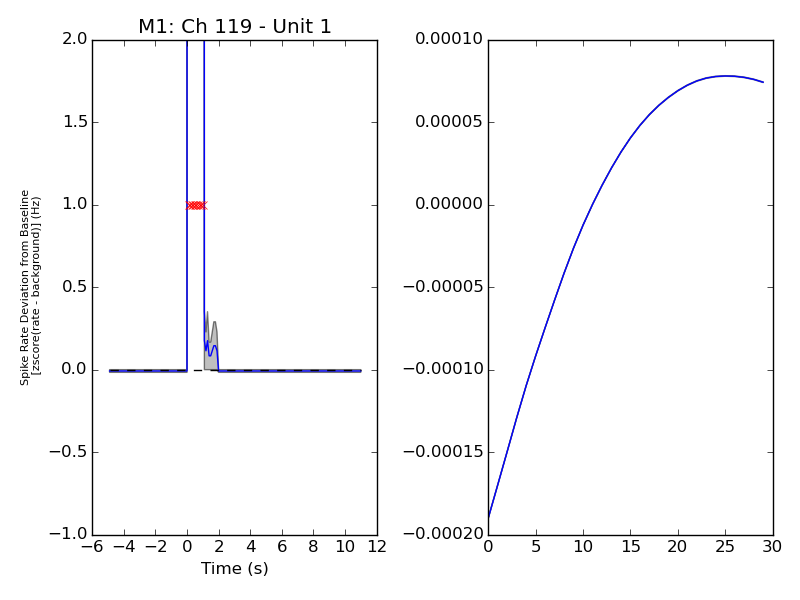 M1: Ch 119 - Unit 1
2.0
1.5
1.0
0.5
0.0
−0.5
−1.0
Spike Rate Deviation from Baseline
[zscore(rate - background)] (Hz)
−6 −4 −2 0 2 4 6 8 10 12
Time (s)
0.00010
0.00005
0.00000
−0.00005
−0.00010
−0.00015
−0.00020
0 5 10 15 20 25 30